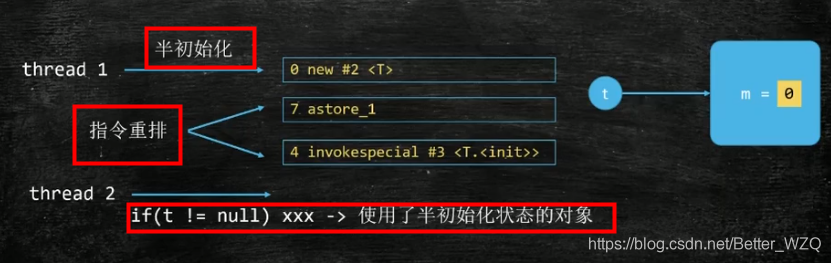 半初始化
thread 1
0 new #2 <T>
7 astore_1
指令重排
4 invokespecial #3 <T.<init>>
t
m = 0
thread 2
if(t != null) xxx -> 使用了半初始化状态的对象
https://blog.csdn.net/Better_WZQ